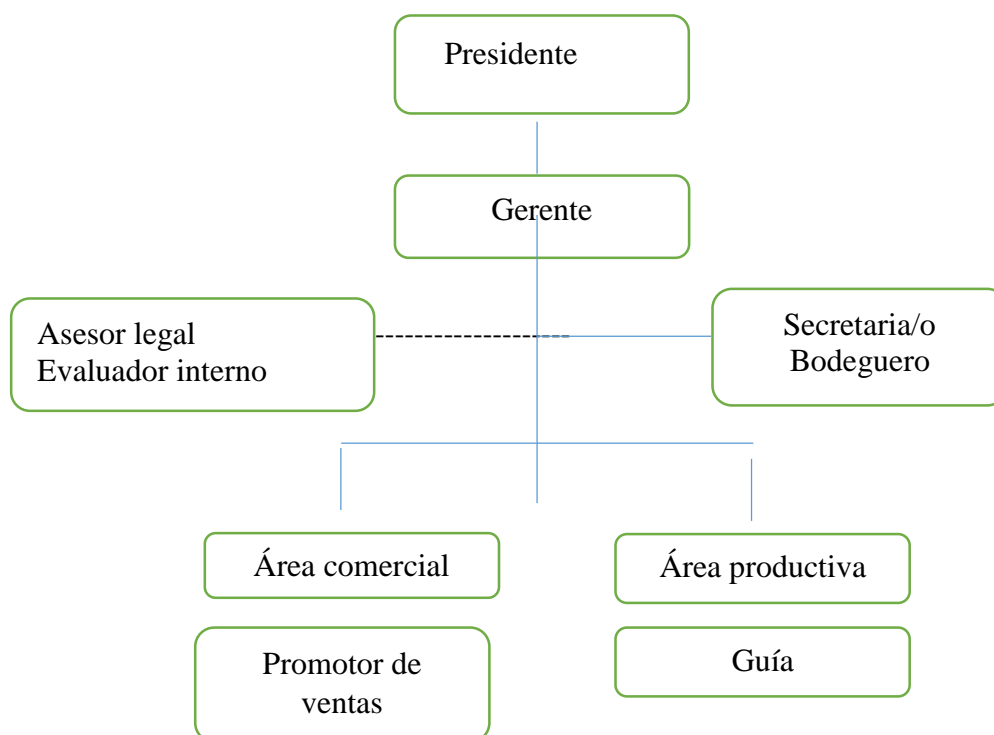 Presidente
Gerente
Asesor legal
Evaluador interno
Secretaria/o
Bodeguero
Área comercial
Área productiva
Promotor de
ventas
Guía